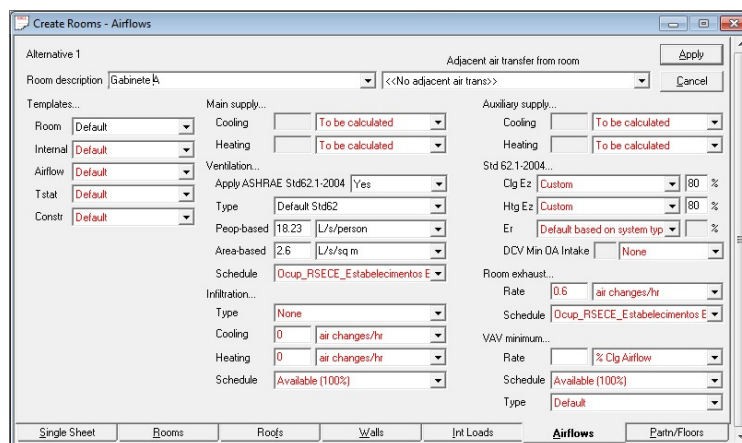 Create Rooms - Airflows
Alternative 1
Adjacent air transfer from room
Apply
Room description Gabinete A <<No adjacent air trans>> Cancel
Templates...
Room Default
Internal Default
Airflow Default
Tstat Default
Constr Default
Main supply...
Cooling To be calculated
Heating To be calculated
Ventilation...
Apply ASHRAE Std62.1-2004 Yes
Type Default Std62
Peop-based 18.23 L/s/person
Area-based 2.6 L/s/sq m
Schedule Ocup_RSECE_Estabelecimentos E
Infiltration...
Type None
Cooling 0 air changes/hr
Heating 0 air changes/hr
Schedule Available (100%)
Auxiliary supply...
Cooling To be calculated
Heating To be calculated
Std 62.1-2004...
Clg Ez Custom 80 %
Htg Ez Custom 80 %
Er Default based on system typ %
DCV Min OA Intake None
Room exhaust...
Rate 0.6 air changes/hr
Schedule Ocup_RSECE_Estabelecimentos E
VAV minimum...
Rate % Clg Airflow
Schedule Available (100%)
Type Default
Single Sheet Rooms Roofs Walls Int Loads Airflows Partn/Floors